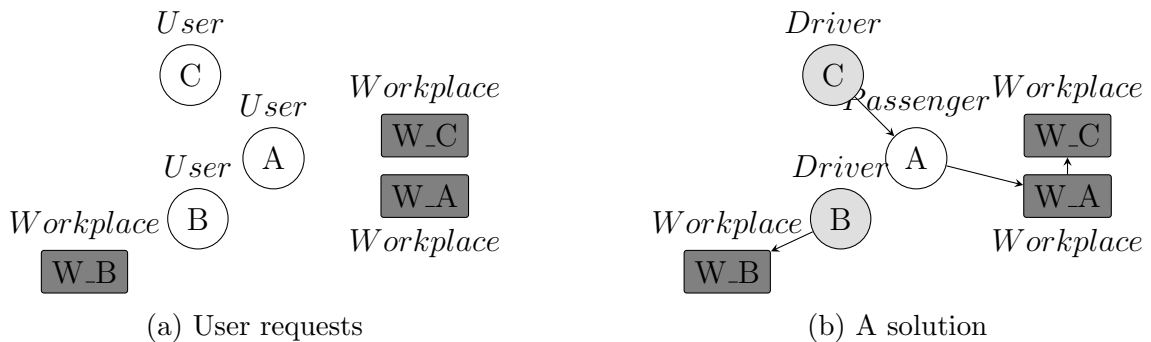 User
C
User
A
User
B
Workplace
W_C
W_A
Workplace
Workplace
W_B
(a) User requests
Driver
C
Passenger
A
Driver
B
Workplace
W_C
W_A
Workplace
Workplace
W_B
(b) A solution